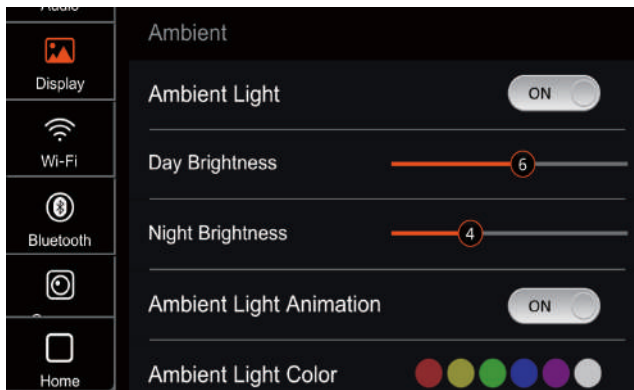 Audio
Display
Wi-Fi
Bluetooth
Home
Ambient
Ambient Light ON
Day Brightness 6
Night Brightness 4
Ambient Light Animation ON
Ambient Light Color